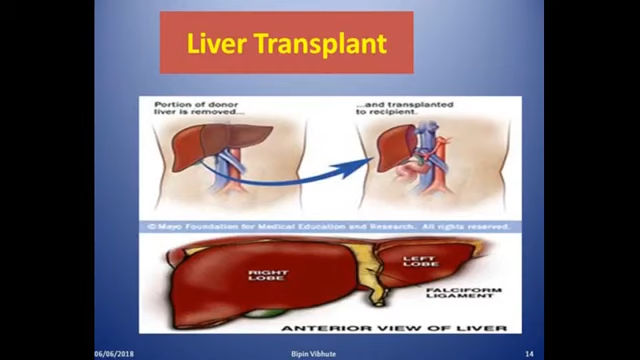 Liver Transplant
Portion of donor
liver is removed...
...and transplanted
to recipient.
© Mayo Foundation for Medical Education and Research. All rights reserved.
RIGHT
LOBE
LEFT
LOBE
FALCIFORM
LIGAMENT
ANTERIOR VIEW OF LIVER
06/06/2018
Bipin Vibhute
14